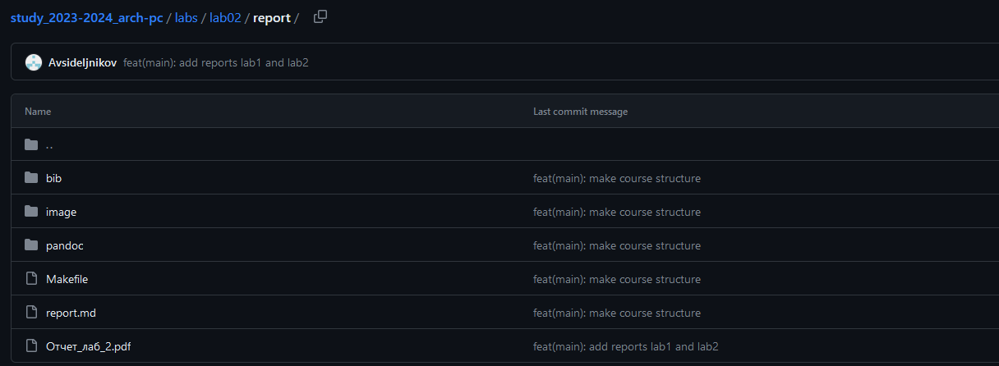 study_2023-2024_arch-pc / labs / lab02 / report /
Avsideljnikov feat(main): add reports lab1 and lab2
Name Last commit message
..
bib feat(main): make course structure
image feat(main): make course structure
pandoc feat(main): make course structure
Makefile feat(main): make course structure
report.md feat(main): make course structure
Отчет_лаб_2.pdf feat(main): add reports lab1 and lab2